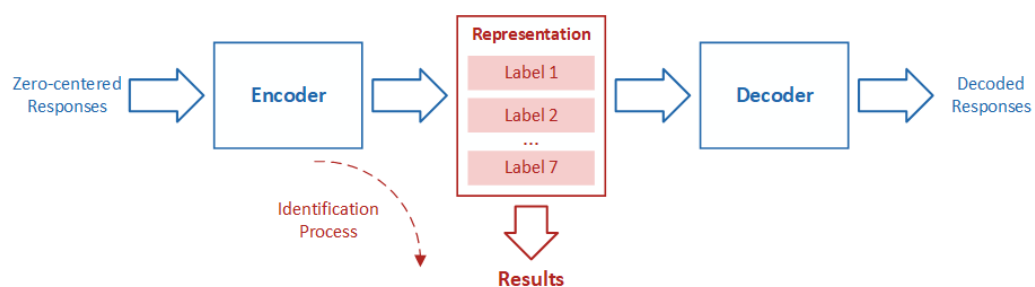 Zero-centered
Responses
Encoder
Representation
Label 1
Label 2
...
Label 7
Decoder
Decoded
Responses
Identification
Process
Results